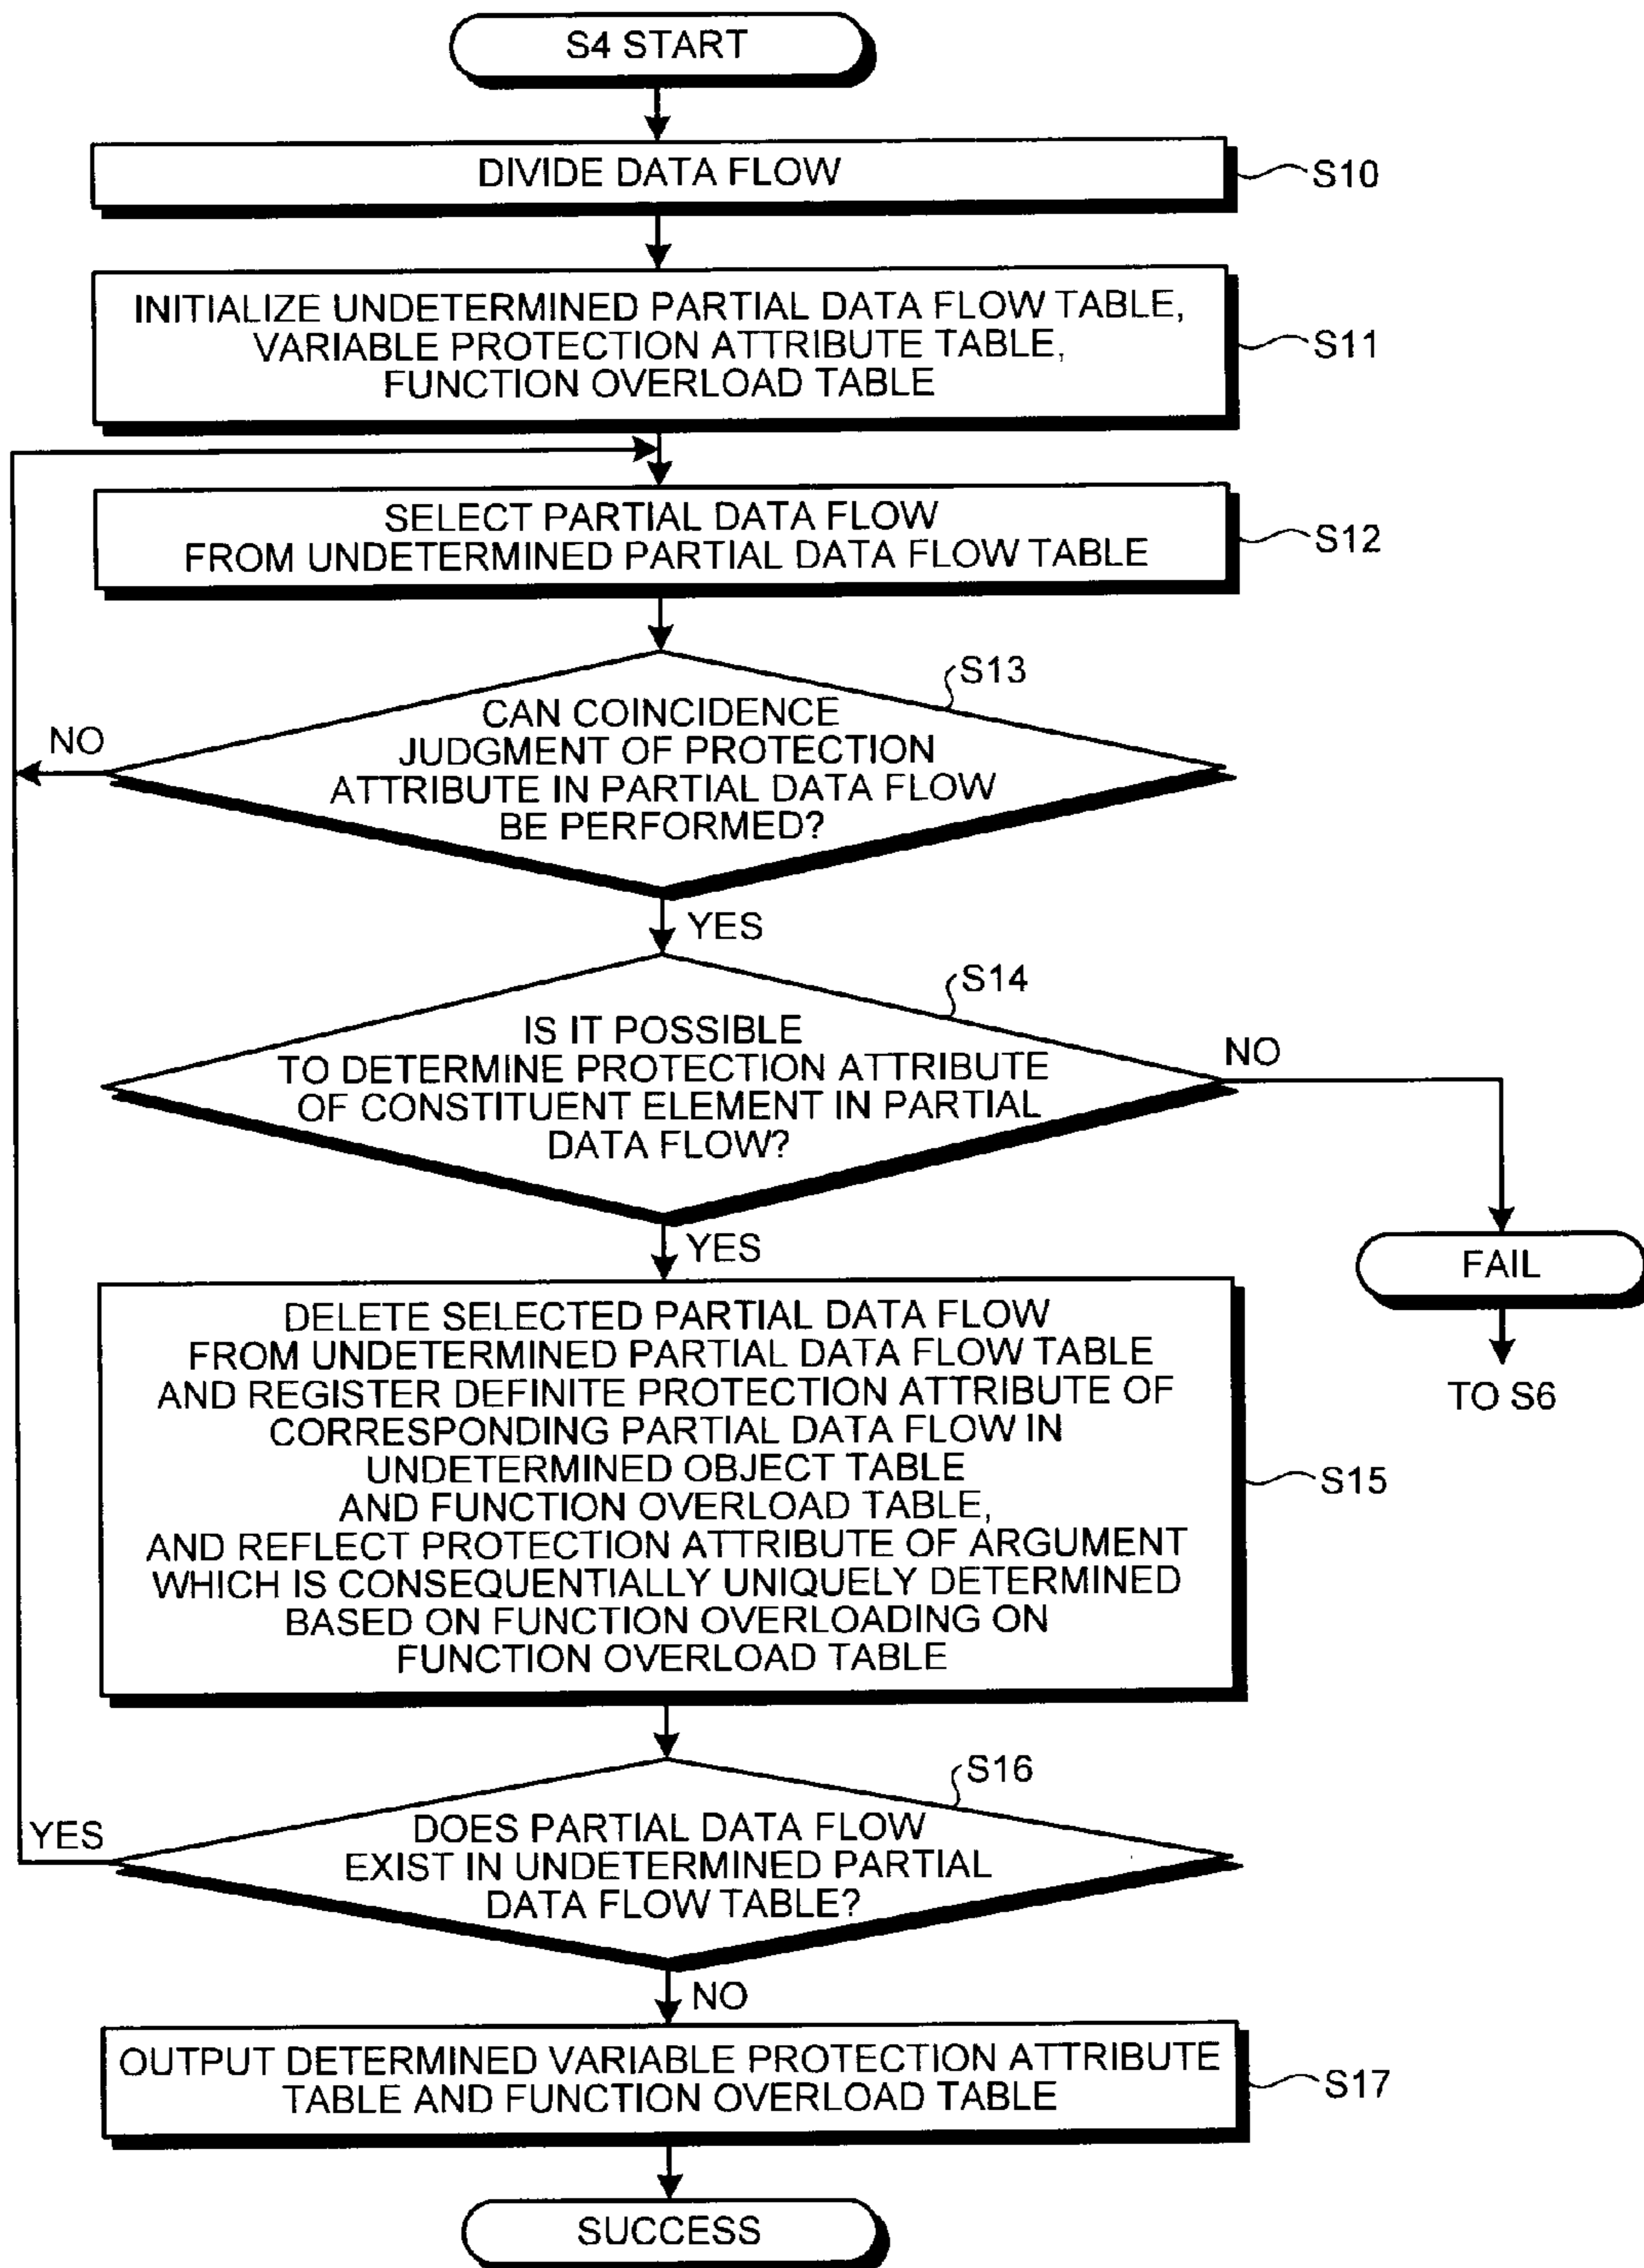 S4 START
DIVIDE DATA FLOW
S10
INITIALIZE UNDETERMINED PARTIAL DATA FLOW TABLE,
VARIABLE PROTECTION ATTRIBUTE TABLE,
FUNCTION OVERLOAD TABLE
S11
SELECT PARTIAL DATA FLOW
FROM UNDETERMINED PARTIAL DATA FLOW TABLE
S12
S13
CAN COINCIDENCE
JUDGMENT OF PROTECTION
ATTRIBUTE IN PARTIAL DATA FLOW
BE PERFORMED?
NO
YES
S14
IS IT POSSIBLE
TO DETERMINE PROTECTION ATTRIBUTE
OF CONSTITUENT ELEMENT IN PARTIAL
DATA FLOW?
NO
YES
FAIL
TO S6
DELETE SELECTED PARTIAL DATA FLOW
FROM UNDETERMINED PARTIAL DATA FLOW TABLE
AND REGISTER DEFINITE PROTECTION ATTRIBUTE OF
CORRESPONDING PARTIAL DATA FLOW IN
UNDETERMINED OBJECT TABLE
AND FUNCTION OVERLOAD TABLE,
AND REFLECT PROTECTION ATTRIBUTE OF ARGUMENT
WHICH IS CONSEQUENTIALLY UNIQUELY DETERMINED
BASED ON FUNCTION OVERLOADING ON
FUNCTION OVERLOAD TABLE
S15
S16
DOES PARTIAL DATA FLOW
EXIST IN UNDETERMINED PARTIAL
DATA FLOW TABLE?
YES
NO
OUTPUT DETERMINED VARIABLE PROTECTION ATTRIBUTE
TABLE AND FUNCTION OVERLOAD TABLE
S17
SUCCESS